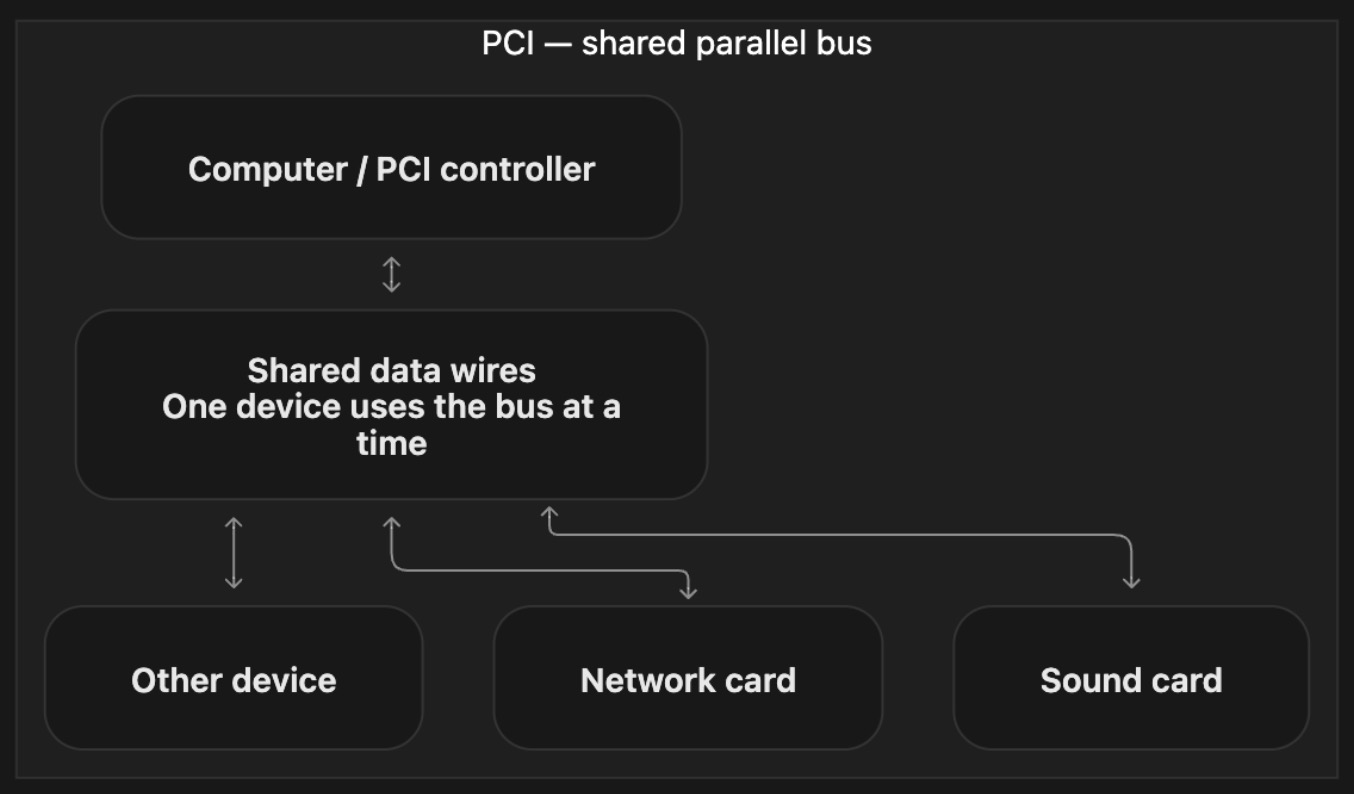 PCI — shared parallel bus
Computer / PCI controller
Shared data wires
One device uses the bus at a
time
Other device
Network card
Sound card